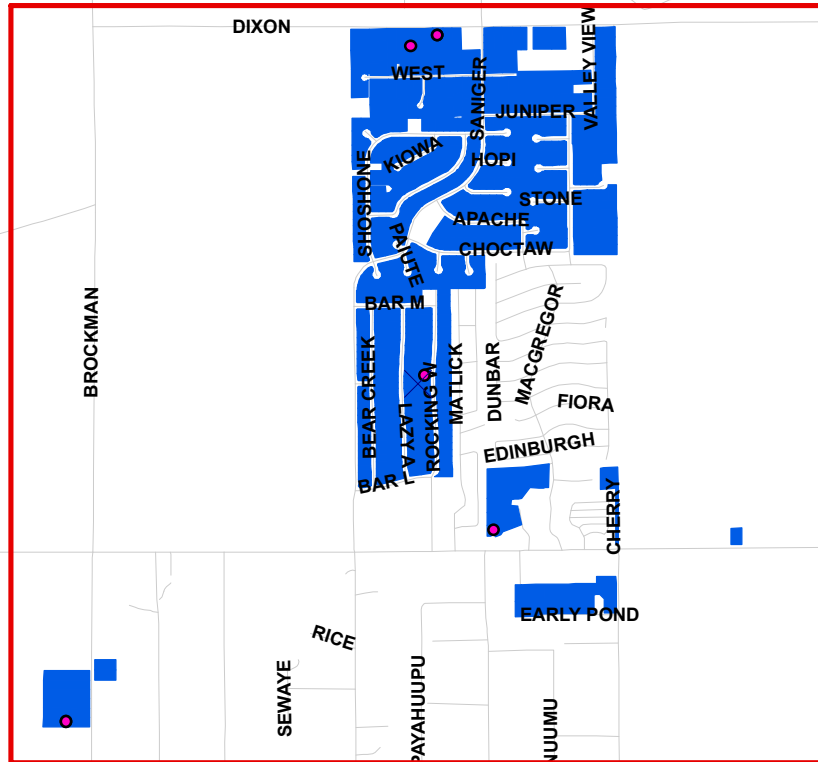 DIXON
VALLEY VIEW
WEST
SANIGER
JUNIPER
KIOWA
HOPI
SHOSHONE
STONE
APACHE
PAIUTE
CHOCTAW
BAR M
BROCKMAN
MACGREGOR
BEAR CREEK
LAZY A
ROCKING W
MATLICK
DUNBAR
FIORA
EDINBURGH
BAR L
CHERRY
EARLY POND
RICE
SEWAYE
PAYAHUUPU
NUUMU